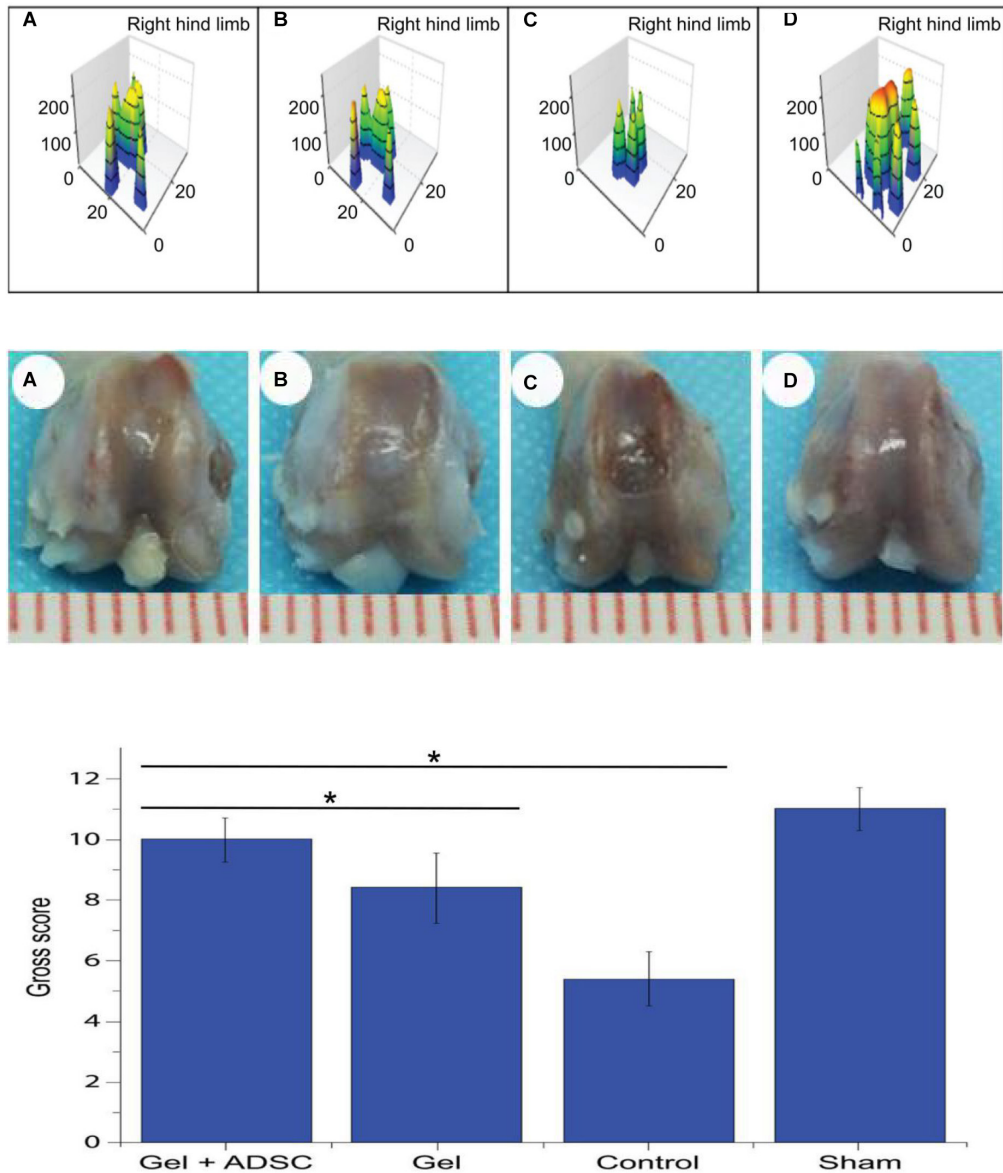 A Right hind limb B Right hind limb C Right hind limb D Right hind limb
200 200 200 200
100 100 100 100
0 20 0 20 0 20 0 20
20 20 20 20
0 0 0 0
A B C D
12
10
8
6
4
2
0
Gross score
* 
*
Gel + ADSC Gel Control Sham